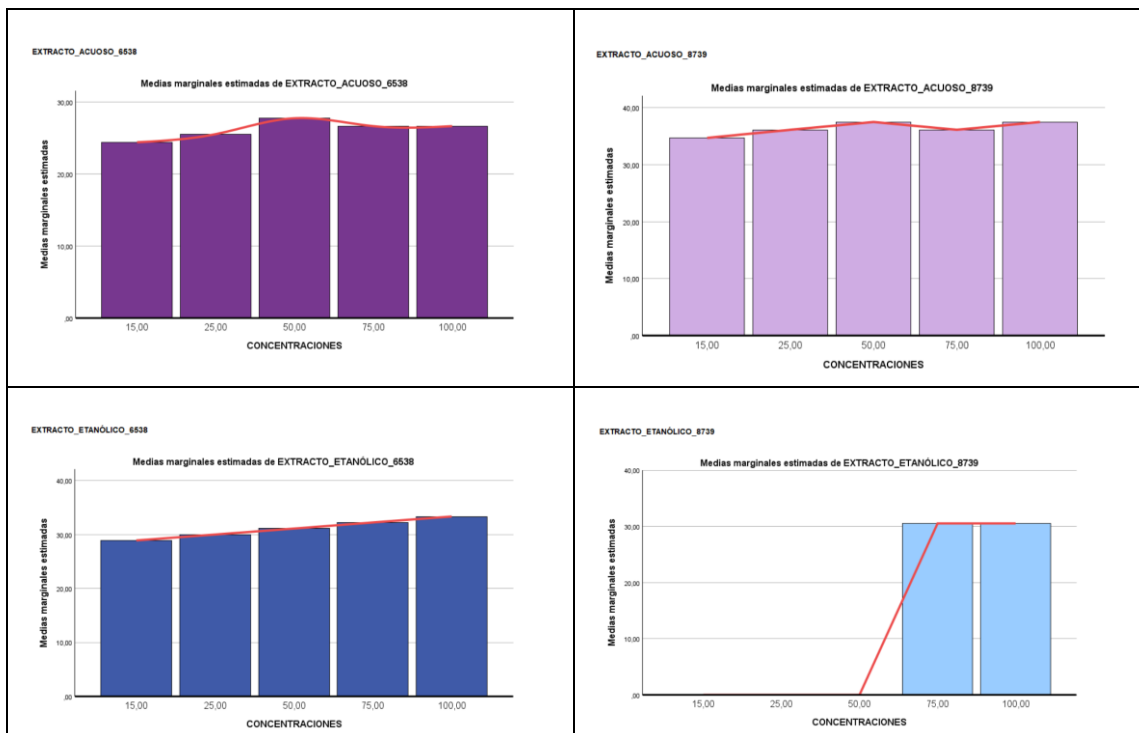 EXTRACTO_ACUOSO_6538
Medias marginales estimadas de EXTRACTO_ACUOSO_6538
Medias marginales estimadas
30,00
20,00
10,00
,00
15,00 25,00 50,00 75,00 100,00
CONCENTRACIONES
EXTRACTO_ACUOSO_8739
Medias marginales estimadas de EXTRACTO_ACUOSO_8739
Medias marginales estimadas
40,00
30,00
20,00
10,00
,00
15,00 25,00 50,00 75,00 100,00
CONCENTRACIONES
EXTRACTO_ETANÓLICO_6538
Medias marginales estimadas de EXTRACTO_ETANÓLICO_6538
Medias marginales estimadas
40,00
30,00
20,00
10,00
,00
15,00 25,00 50,00 75,00 100,00
CONCENTRACIONES
EXTRACTO_ETANÓLICO_8739
Medias marginales estimadas de EXTRACTO_ETANÓLICO_8739
Medias marginales estimadas
40,00
30,00
20,00
10,00
,00
15,00 25,00 50,00 75,00 100,00
CONCENTRACIONES